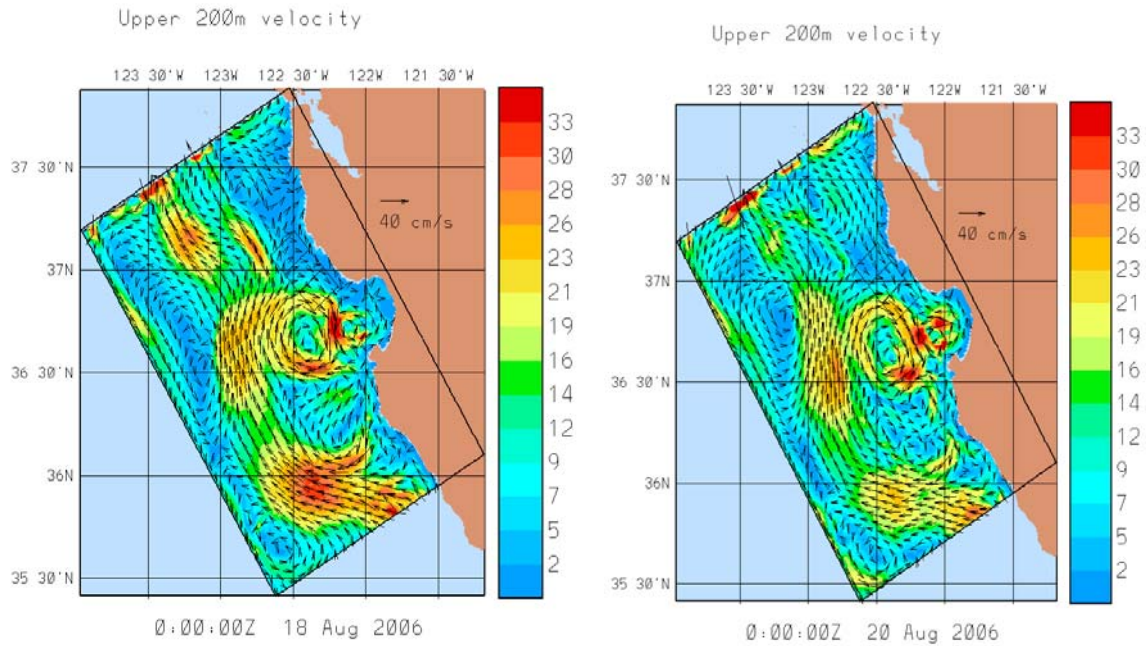 Upper 200m velocity
123 30'W 123W 122 30'W 122W 121 30'W
37 30'N
37N
36 30'N
36N
35 30'N
40 cm/s
33
30
28
26
23
21
19
16
14
12
9
7
5
2
0:00:00Z 18 Aug 2006
Upper 200m velocity
123 30'W 123W 122 30'W 122W 121 30'W
37 30'N
37N
36 30'N
36N
35 30'N
40 cm/s
33
30
28
26
23
21
19
16
14
12
9
7
5
2
0:00:00Z 20 Aug 2006